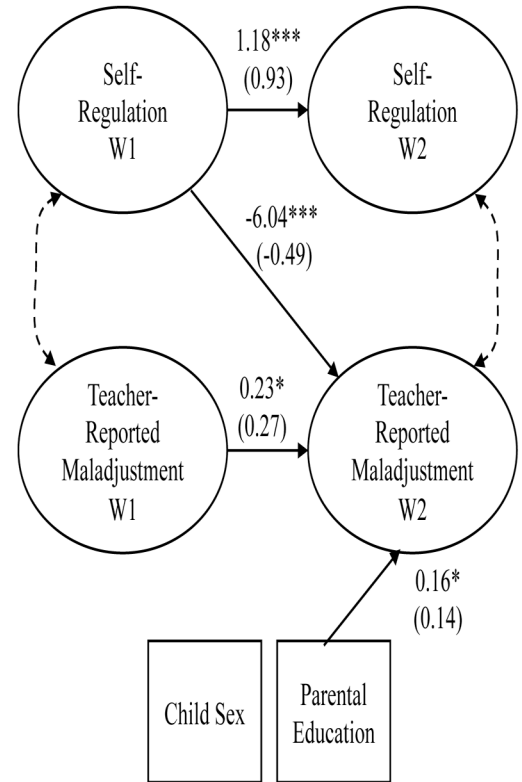 1.18***
(0.93)
Self-
Regulation
W1
Self-
Regulation
W2
-6.04***
(-0.49)
0.23*
(0.27)
Teacher-
Reported
Maladjustment
W1
Teacher-
Reported
Maladjustment
W2
0.16*
(0.14)
Child Sex
Parental
Education